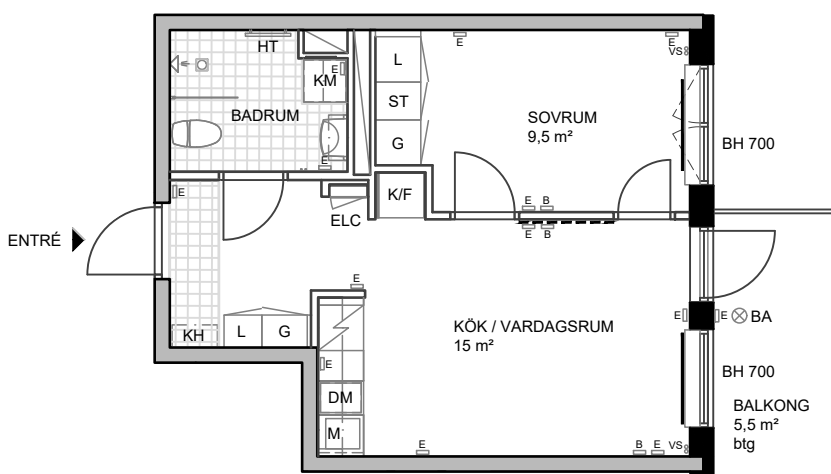 HT
E
E
VS
L
KM
E
ST
BADRUM
SOVRUM
9,5 m²
G
BH 700
E
E
K/F
E
B
ELC
E
B
ENTRÉ
E
KH
L
G
KÖK / VARDAGSRUM
15 m²
E
E
BA
E
DM
BH 700
M
BALKONG
5,5 m²
btg
E
B
E
VS